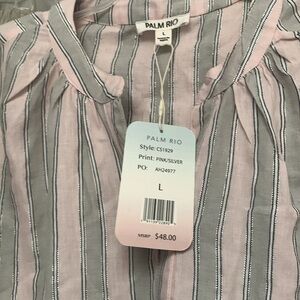 PALM RIO
L
PALM RIO
Style: CS1929
Print: PINK/SILVER
PO: AH24977
L
MSRP $48.00